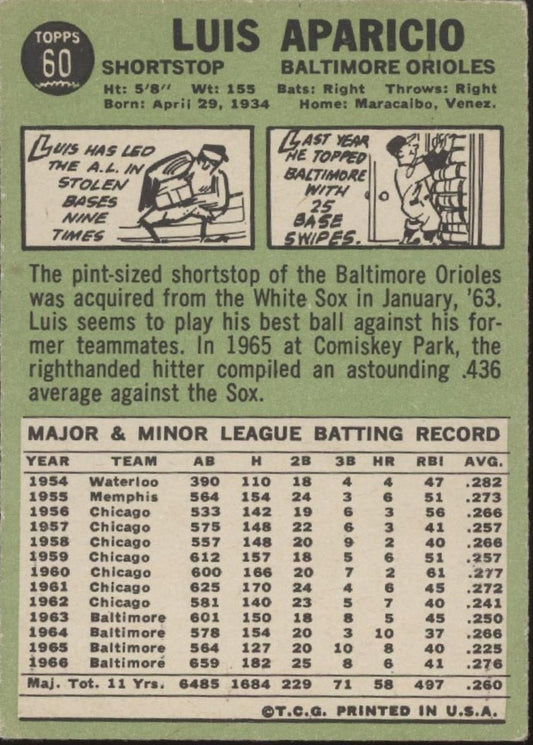 TOPPS
60
LUIS APARICIO
SHORTSTOP BALTIMORE ORIOLES
Ht: 5'8" Wt: 155 Bats: Right Throws: Right
Born: April 29, 1934 Home: Maracaibo, Venez.
LUIS HAS LED
THE A.L. IN
STOLEN
BASES
NINE
TIMES
LAST YEAR
HE TOPPED
BALTIMORE
WITH
25
BASE
SWIPES.
The pint-sized shortstop of the Baltimore Orioles
was acquired from the White Sox in January, '63.
Luis seems to play his best ball against his for-
mer teammates. In 1965 at Comiskey Park, the
righthanded hitter compiled an astounding .436
average against the Sox.
MAJOR & MINOR LEAGUE BATTING RECORD
YEAR TEAM AB H 2B 3B HR RBI AVG.
1954 Waterloo 390 110 18 4 4 47 .282
1955 Memphis 564 154 24 3 6 51 .273
1956 Chicago 533 142 19 6 3 56 .266
1957 Chicago 575 148 22 6 3 41 .257
1958 Chicago 557 148 20 9 2 40 .266
1959 Chicago 612 157 18 5 6 51 .257
1960 Chicago 600 166 20 7 2 61 .277
1961 Chicago 625 170 24 4 6 45 .272
1962 Chicago 581 140 23 5 7 40 .241
1963 Baltimore 601 150 18 8 5 45 .250
1964 Baltimore 578 154 20 3 10 37 .266
1965 Baltimore 564 127 20 10 8 40 .225
1966 Baltimore 659 182 25 8 6 41 .276
Maj. Tot. 11 Yrs. 6485 1684 229 71 58 497 .260
©T.C.G. PRINTED IN U.S.A.